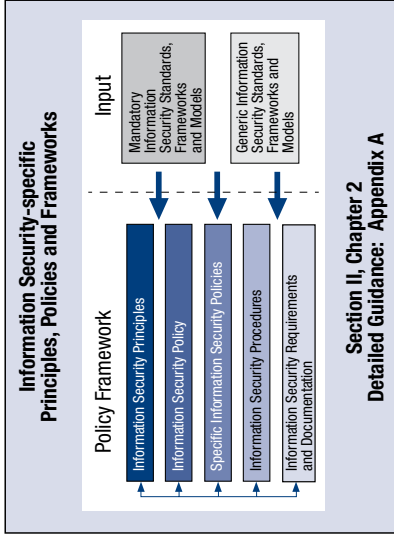 Information Security-specific
Principles, Policies and Frameworks
Policy Framework
Input
Information Security Principles
Information Security Policy
Specific Information Security Policies
Information Security Procedures
Information Security Requirements
and Documentation
Mandatory
Information
Security Standards,
Frameworks
and Models
Generic Information
Security Standards,
Frameworks and
Models
Section II, Chapter 2
Detailed Guidance: Appendix A